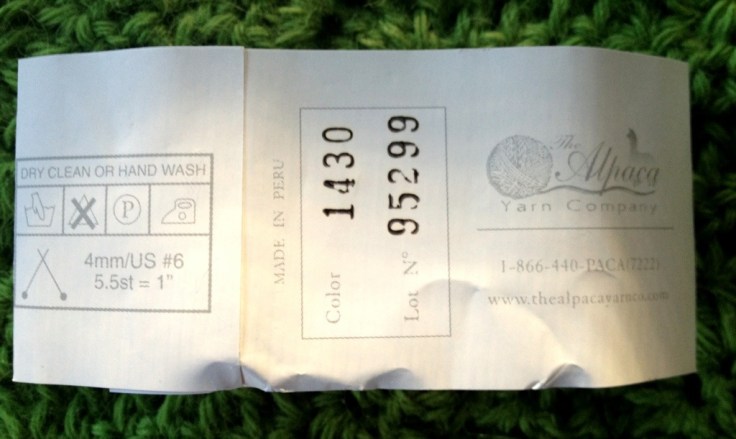 DRY CLEAN OR HAND WASH
P
4mm/US #6
5.5st = 1"
MADE IN PERU
Color 1430
Lot Nº 95299
The Alpaca
Yarn Company
1-866-440-PACA(7222)
www.thealpacayarnco.com